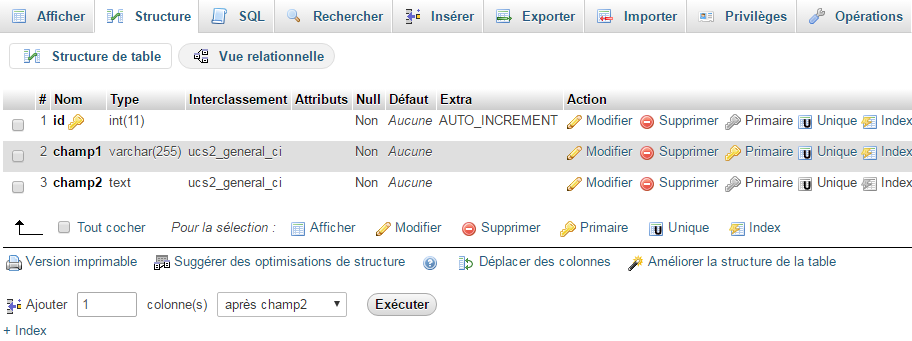 Afficher Structure SQL Rechercher Insérer Exporter Importer Privilèges Opérations
Structure de table Vue relationnelle
# Nom Type Interclassement Attributs Null Défaut Extra Action
1 id int(11) Non Aucune AUTO_INCREMENT Modifier Supprimer Primaire Unique Index
2 champ1 varchar(255) ucs2_general_ci Non Aucune Modifier Supprimer Primaire Unique Index
3 champ2 text ucs2_general_ci Non Aucune Modifier Supprimer Primaire Unique Index
Tout cocher Pour la sélection : Afficher Modifier Supprimer Primaire Unique Index
Version imprimable Suggérer des optimisations de structure Déplacer des colonnes Améliorer la structure de la table
Ajouter 1 colonne(s) après champ2 Exécuter
+ Index